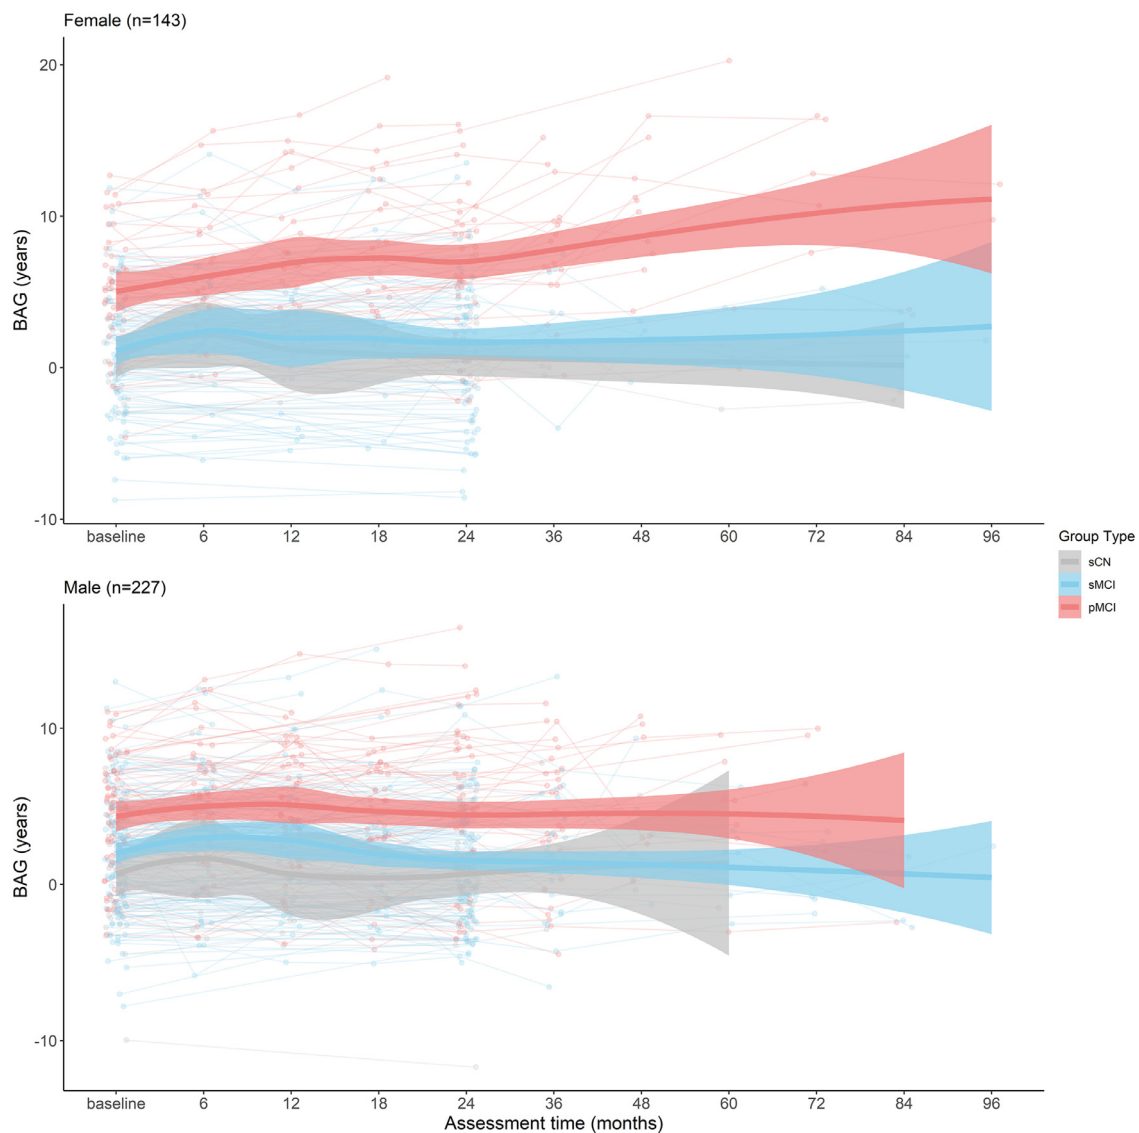 Female (n=143)
20
10
0
-10
BAG (years)
baseline 6 12 18 24 36 48 60 72 84 96
Group Type
sCN
sMCI
pMCI
Male (n=227)
10
0
-10
BAG (years)
baseline 6 12 18 24 36 48 60 72 84 96
Assessment time (months)